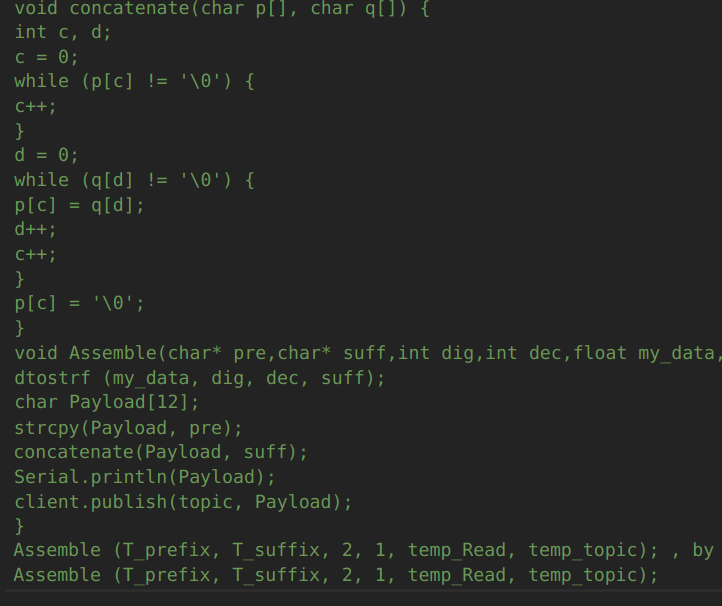 void concatenate(char p[], char q[]) {
int c, d;
c = 0;
while (p[c] != '\0') {
c++;
}
d = 0;
while (q[d] != '\0') {
p[c] = q[d];
d++;
c++;
}
p[c] = '\0';
}
void Assemble(char* pre,char* suff,int dig,int dec,float my_data,
dtostrf (my_data, dig, dec, suff);
char Payload[12];
strcpy(Payload, pre);
concatenate(Payload, suff);
Serial.println(Payload);
client.publish(topic, Payload);
}
Assemble (T_prefix, T_suffix, 2, 1, temp_Read, temp_topic); , by
Assemble (T_prefix, T_suffix, 2, 1, temp_Read, temp_topic);